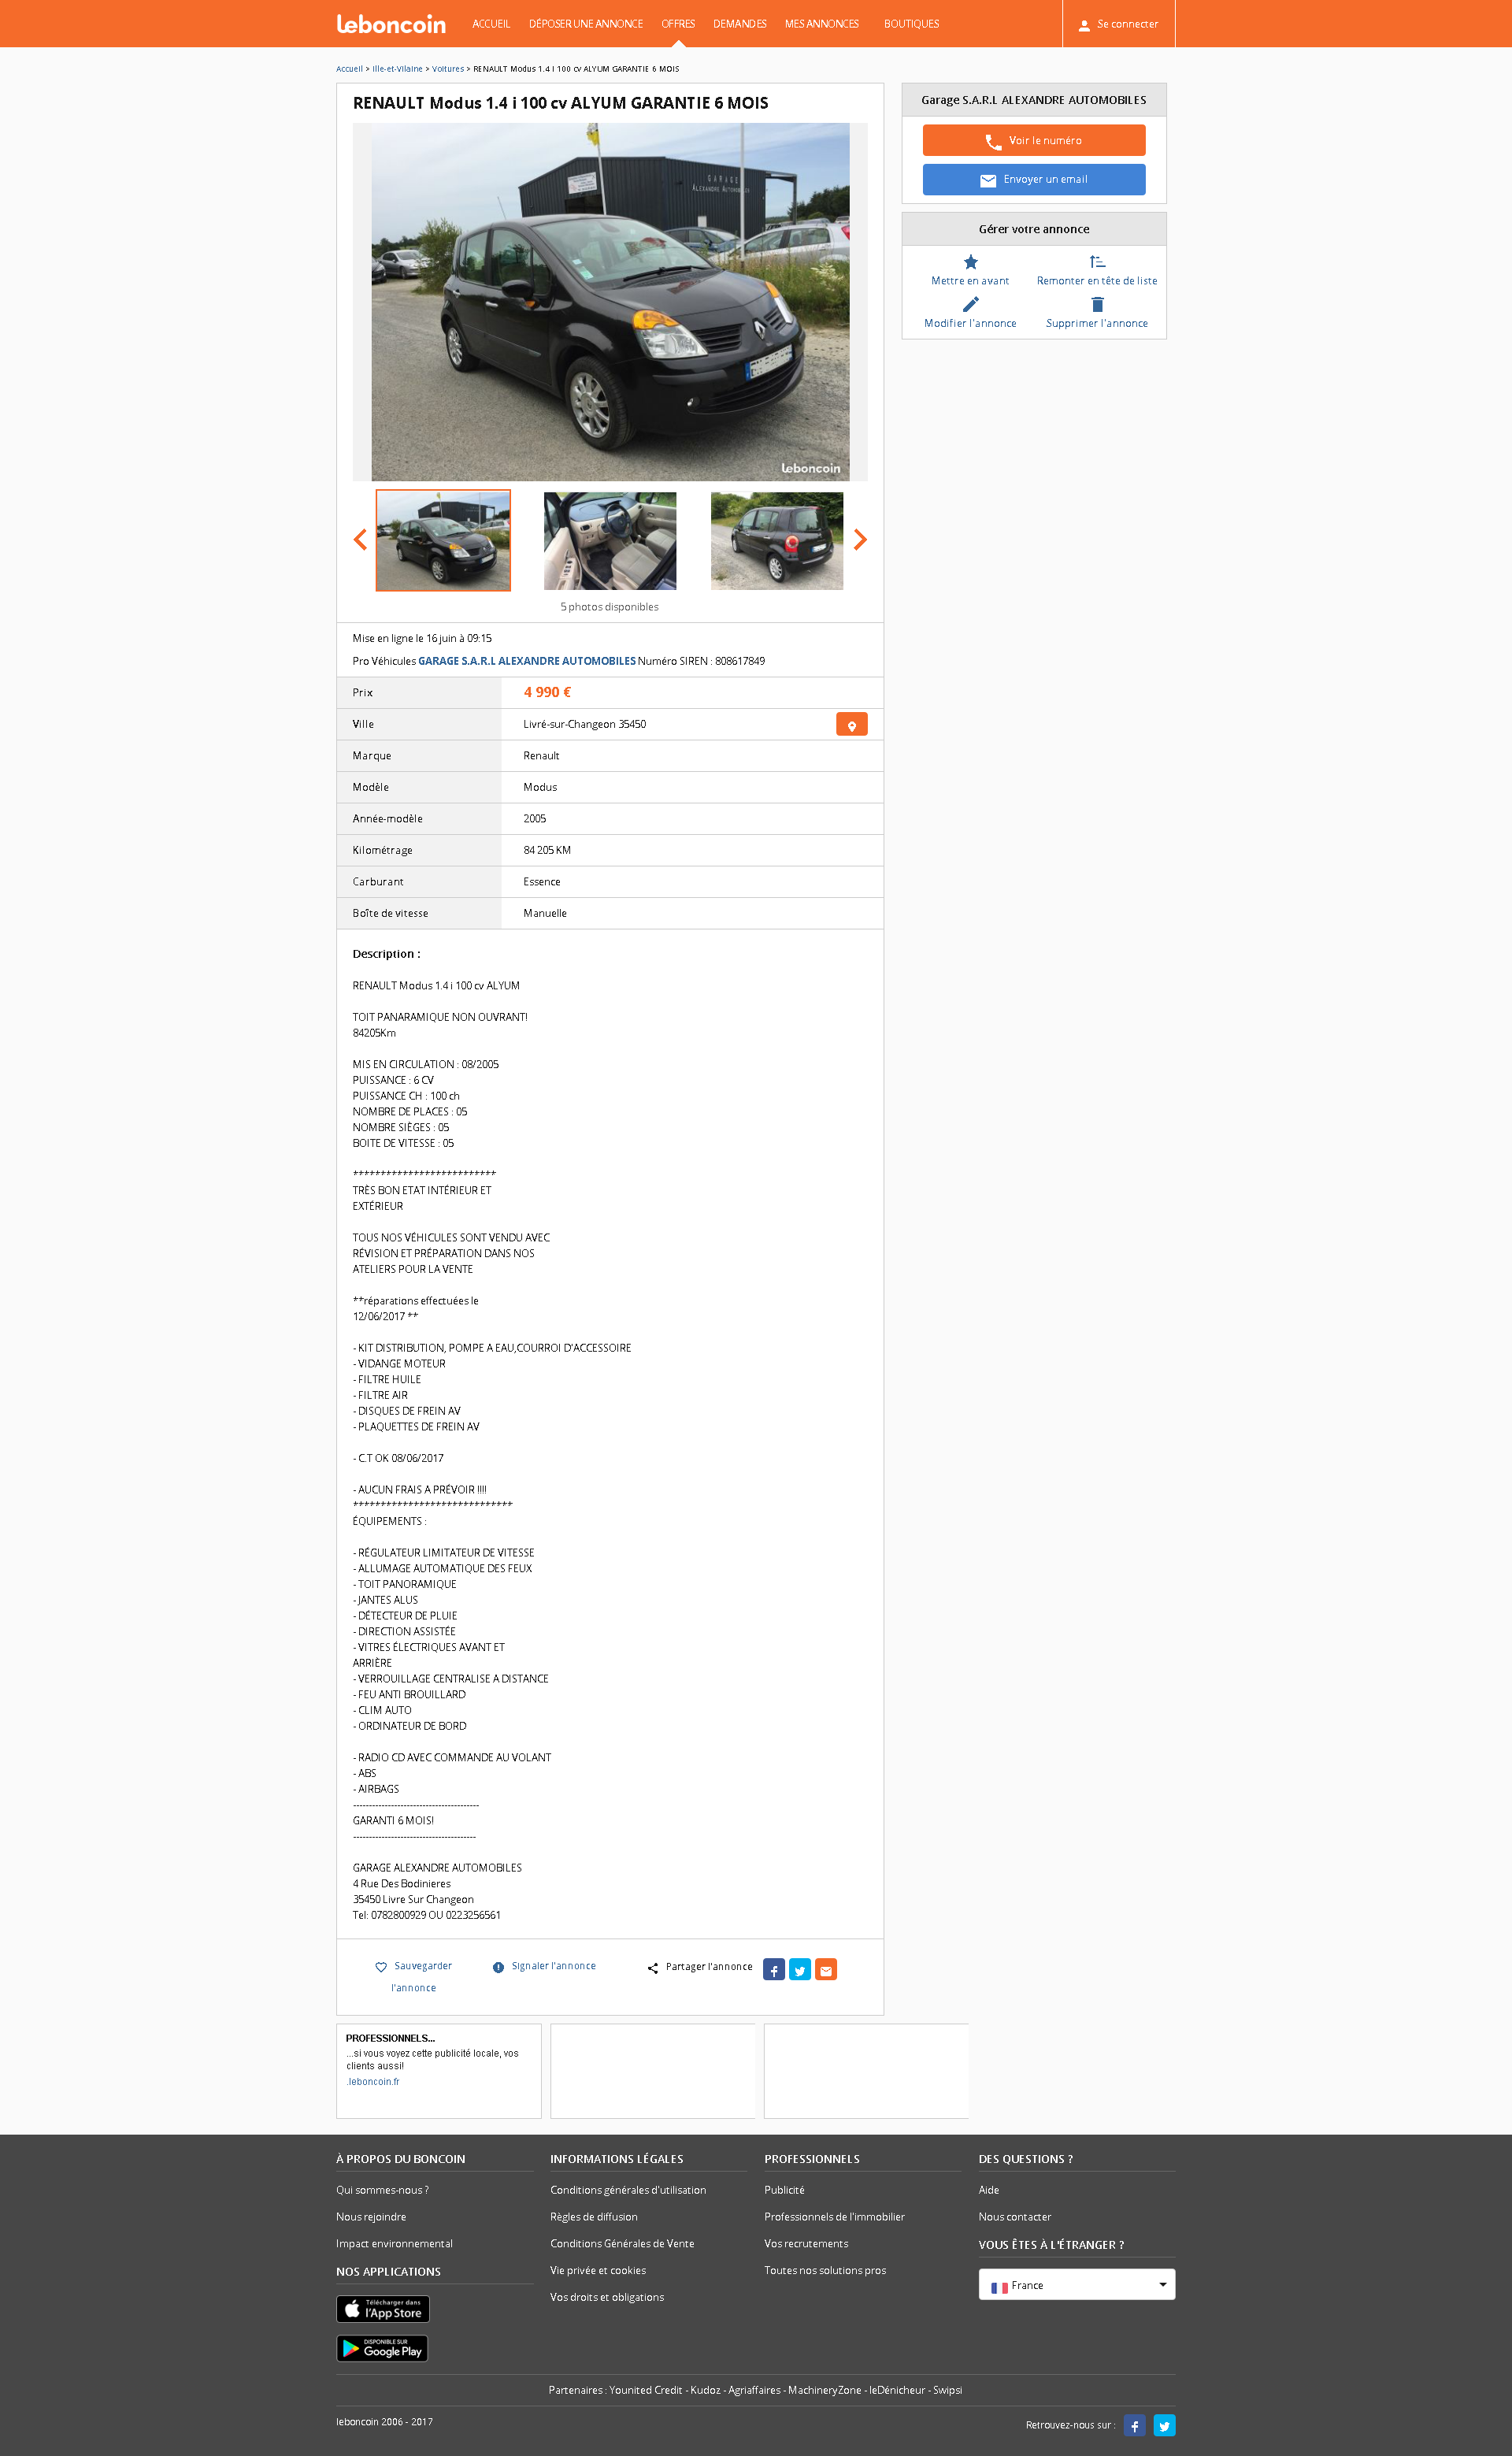 leboncoin
ACCUEIL DÉPOSER UNE ANNONCE OFFRES DEMANDES MES ANNONCES BOUTIQUES
Se connecter
Accueil > Ille-et-Vilaine > Voitures > RENAULT Modus 1.4 i 100 cv ALYUM GARANTIE 6 MOIS
RENAULT Modus 1.4 i 100 cv ALYUM GARANTIE 6 MOIS
GARAGE
ALEXANDRE AUTOMOBILES
leboncoin
5 photos disponibles
Garage S.A.R.L ALEXANDRE AUTOMOBILES
Voir le numéro
Envoyer un email
Gérer votre annonce
Mettre en avant
Remonter en tête de liste
Modifier l'annonce
Supprimer l'annonce
Mise en ligne le 16 juin à 09:15
Pro Véhicules GARAGE S.A.R.L ALEXANDRE AUTOMOBILES Numéro SIREN : 808617849
Prix 4 990 €
Ville Livré-sur-Changeon 35450
Marque Renault
Modèle Modus
Année-modèle 2005
Kilométrage 84 205 KM
Carburant Essence
Boîte de vitesse Manuelle
Description :
RENAULT Modus 1.4 i 100 cv ALYUM
TOIT PANARAMIQUE NON OUVRANT!
84205Km
MIS EN CIRCULATION : 08/2005
PUISSANCE : 6 CV
PUISSANCE CH : 100 ch
NOMBRE DE PLACES : 05
NOMBRE SIÈGES : 05
BOITE DE VITESSE : 05
**************************
TRÈS BON ETAT INTÉRIEUR ET
EXTÉRIEUR
TOUS NOS VÉHICULES SONT VENDU AVEC
RÉVISION ET PRÉPARATION DANS NOS
ATELIERS POUR LA VENTE
**réparations effectuées le
12/06/2017 **
- KIT DISTRIBUTION, POMPE A EAU,COURROI D'ACCESSOIRE
- VIDANGE MOTEUR
- FILTRE HUILE
- FILTRE AIR
- DISQUES DE FREIN AV
- PLAQUETTES DE FREIN AV
- C.T OK 08/06/2017
- AUCUN FRAIS A PRÉVOIR !!!!
*****************************
ÉQUIPEMENTS :
- RÉGULATEUR LIMITATEUR DE VITESSE
- ALLUMAGE AUTOMATIQUE DES FEUX
- TOIT PANORAMIQUE
- JANTES ALUS
- DÉTECTEUR DE PLUIE
- DIRECTION ASSISTÉE
- VITRES ÉLECTRIQUES AVANT ET
ARRIÈRE
- VERROUILLAGE CENTRALISE A DISTANCE
- FEU ANTI BROUILLARD
- CLIM AUTO
- ORDINATEUR DE BORD
- RADIO CD AVEC COMMANDE AU VOLANT
- ABS
- AIRBAGS
----------------------------------------
GARANTI 6 MOIS!
---------------------------------------
GARAGE ALEXANDRE AUTOMOBILES
4 Rue Des Bodinieres
35450 Livre Sur Changeon
Tel: 0782800929 OU 0223256561
Sauvegarder
l'annonce
Signaler l'annonce
Partager l'annonce
PROFESSIONNELS...
...si vous voyez cette publicité locale, vos
clients aussi!
.leboncoin.fr
À PROPOS DU BONCOIN
Qui sommes-nous ?
Nous rejoindre
Impact environnemental
NOS APPLICATIONS
Télécharger dans
l'App Store
DISPONIBLE SUR
Google Play
INFORMATIONS LÉGALES
Conditions générales d'utilisation
Règles de diffusion
Conditions Générales de Vente
Vie privée et cookies
Vos droits et obligations
PROFESSIONNELS
Publicité
Professionnels de l'immobilier
Vos recrutements
Toutes nos solutions pros
DES QUESTIONS ?
Aide
Nous contacter
VOUS ÊTES À L'ÉTRANGER ?
France
Partenaires : Younited Credit - Kudoz - Agriaffaires - MachineryZone - leDénicheur - Swipsi
leboncoin 2006 - 2017
Retrouvez-nous sur :